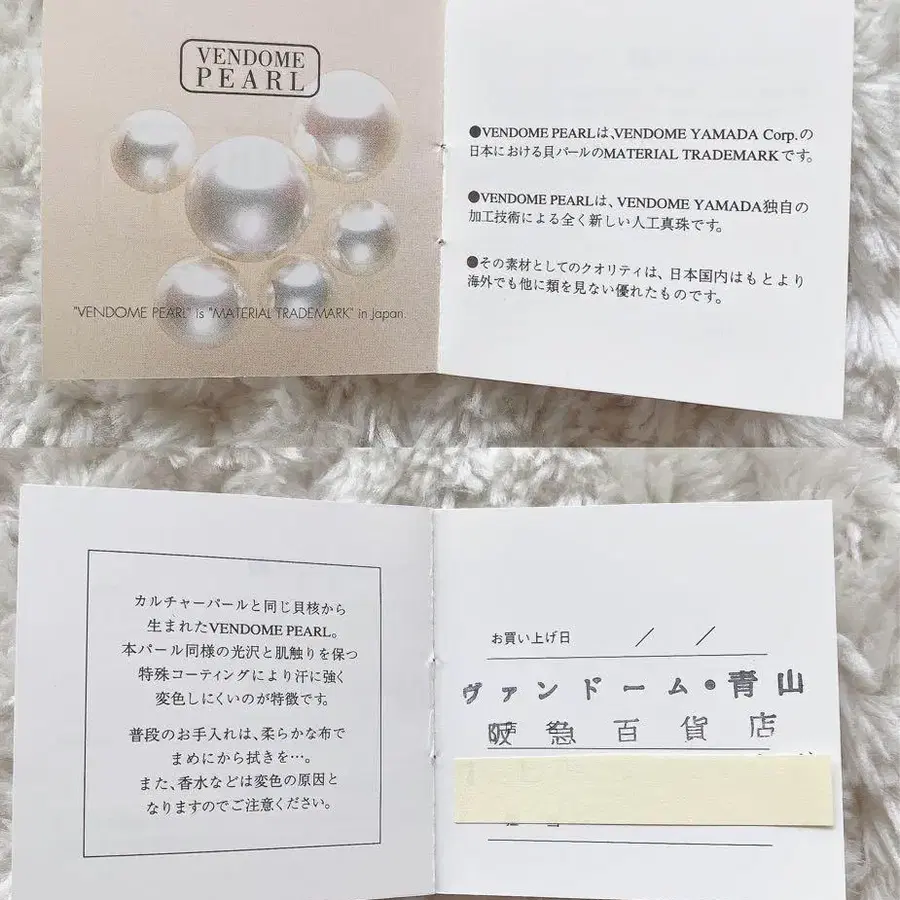 VENDOME
PEARL
"VENDOME PEARL" is "MATERIAL TRADEMARK" in japan.
●VENDOME PEARLは、VENDOME YAMADA Corp.の
日本における貝パールのMATERIAL TRADEMARKです。
●VENDOME PEARLは、VENDOME YAMADA独自の
加工技術による全く新しい人工真珠です。
●その素材としてのクオリティは、日本国内はもとより
海外でも他に類を見ない優れたものです。
カルチャーパールと同じ貝核から
生まれたVENDOME PEARL。
本パール同様の光沢と肌触りを保つ
特殊コーティングにより汗に強く
変色しにくいのが特徴です。
普段のお手入れは、柔らかな布で
まめにから拭きを…。
また、香水などは変色の原因と
なりますのでご注意ください。
お買い上げ日 / /
ヴァンドーム・青山
阪急百貨店